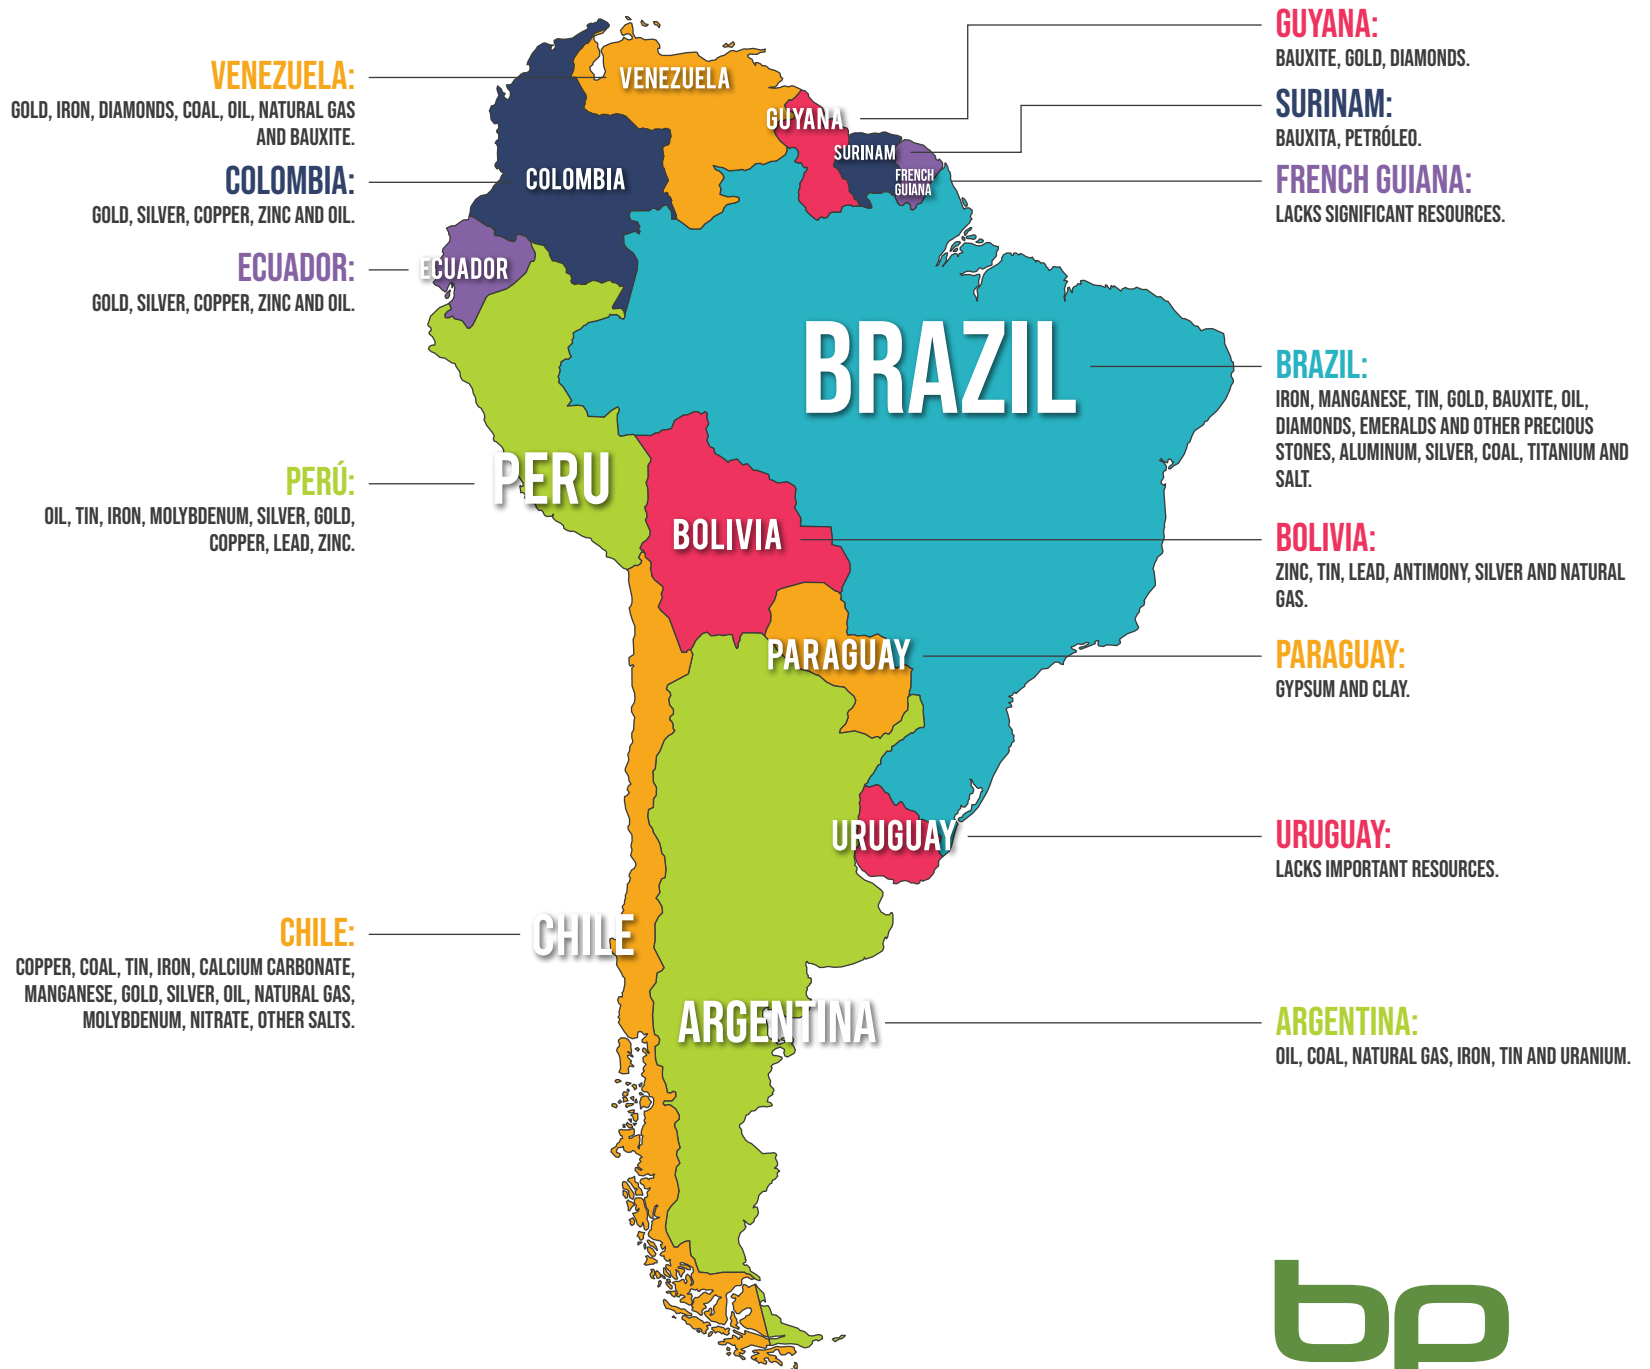 VENEZUELA:
GOLD, IRON, DIAMONDS, COAL, OIL, NATURAL GAS
AND BAUXITE.
COLOMBIA:
GOLD, SILVER, COPPER, ZINC AND OIL.
ECUADOR:
GOLD, SILVER, COPPER, ZINC AND OIL.
PERÚ:
OIL, TIN, IRON, MOLYBDENUM, SILVER, GOLD,
COPPER, LEAD, ZINC.
CHILE:
COPPER, COAL, TIN, IRON, CALCIUM CARBONATE,
MANGANESE, GOLD, SILVER, OIL, NATURAL GAS,
MOLYBDENUM, NITRATE, OTHER SALTS.
VENEZUELA
GUYANA
SURINAM
FRENCH
GUIANA
COLOMBIA
ECUADOR
BRAZIL
PERU
BOLIVIA
PARAGUAY
URUGUAY
CHILE
ARGENTINA
GUYANA:
BAUXITE, GOLD, DIAMONDS.
SURINAM:
BAUXITA, PETRÓLEO.
FRENCH GUIANA:
LACKS SIGNIFICANT RESOURCES.
BRAZIL:
IRON, MANGANESE, TIN, GOLD, BAUXITE, OIL,
DIAMONDS, EMERALDS AND OTHER PRECIOUS
STONES, ALUMINUM, SILVER, COAL, TITANIUM AND
SALT.
BOLIVIA:
ZINC, TIN, LEAD, ANTIMONY, SILVER AND NATURAL
GAS.
PARAGUAY:
GYPSUM AND CLAY.
URUGUAY:
LACKS IMPORTANT RESOURCES.
ARGENTINA:
OIL, COAL, NATURAL GAS, IRON, TIN AND URANIUM.
bp